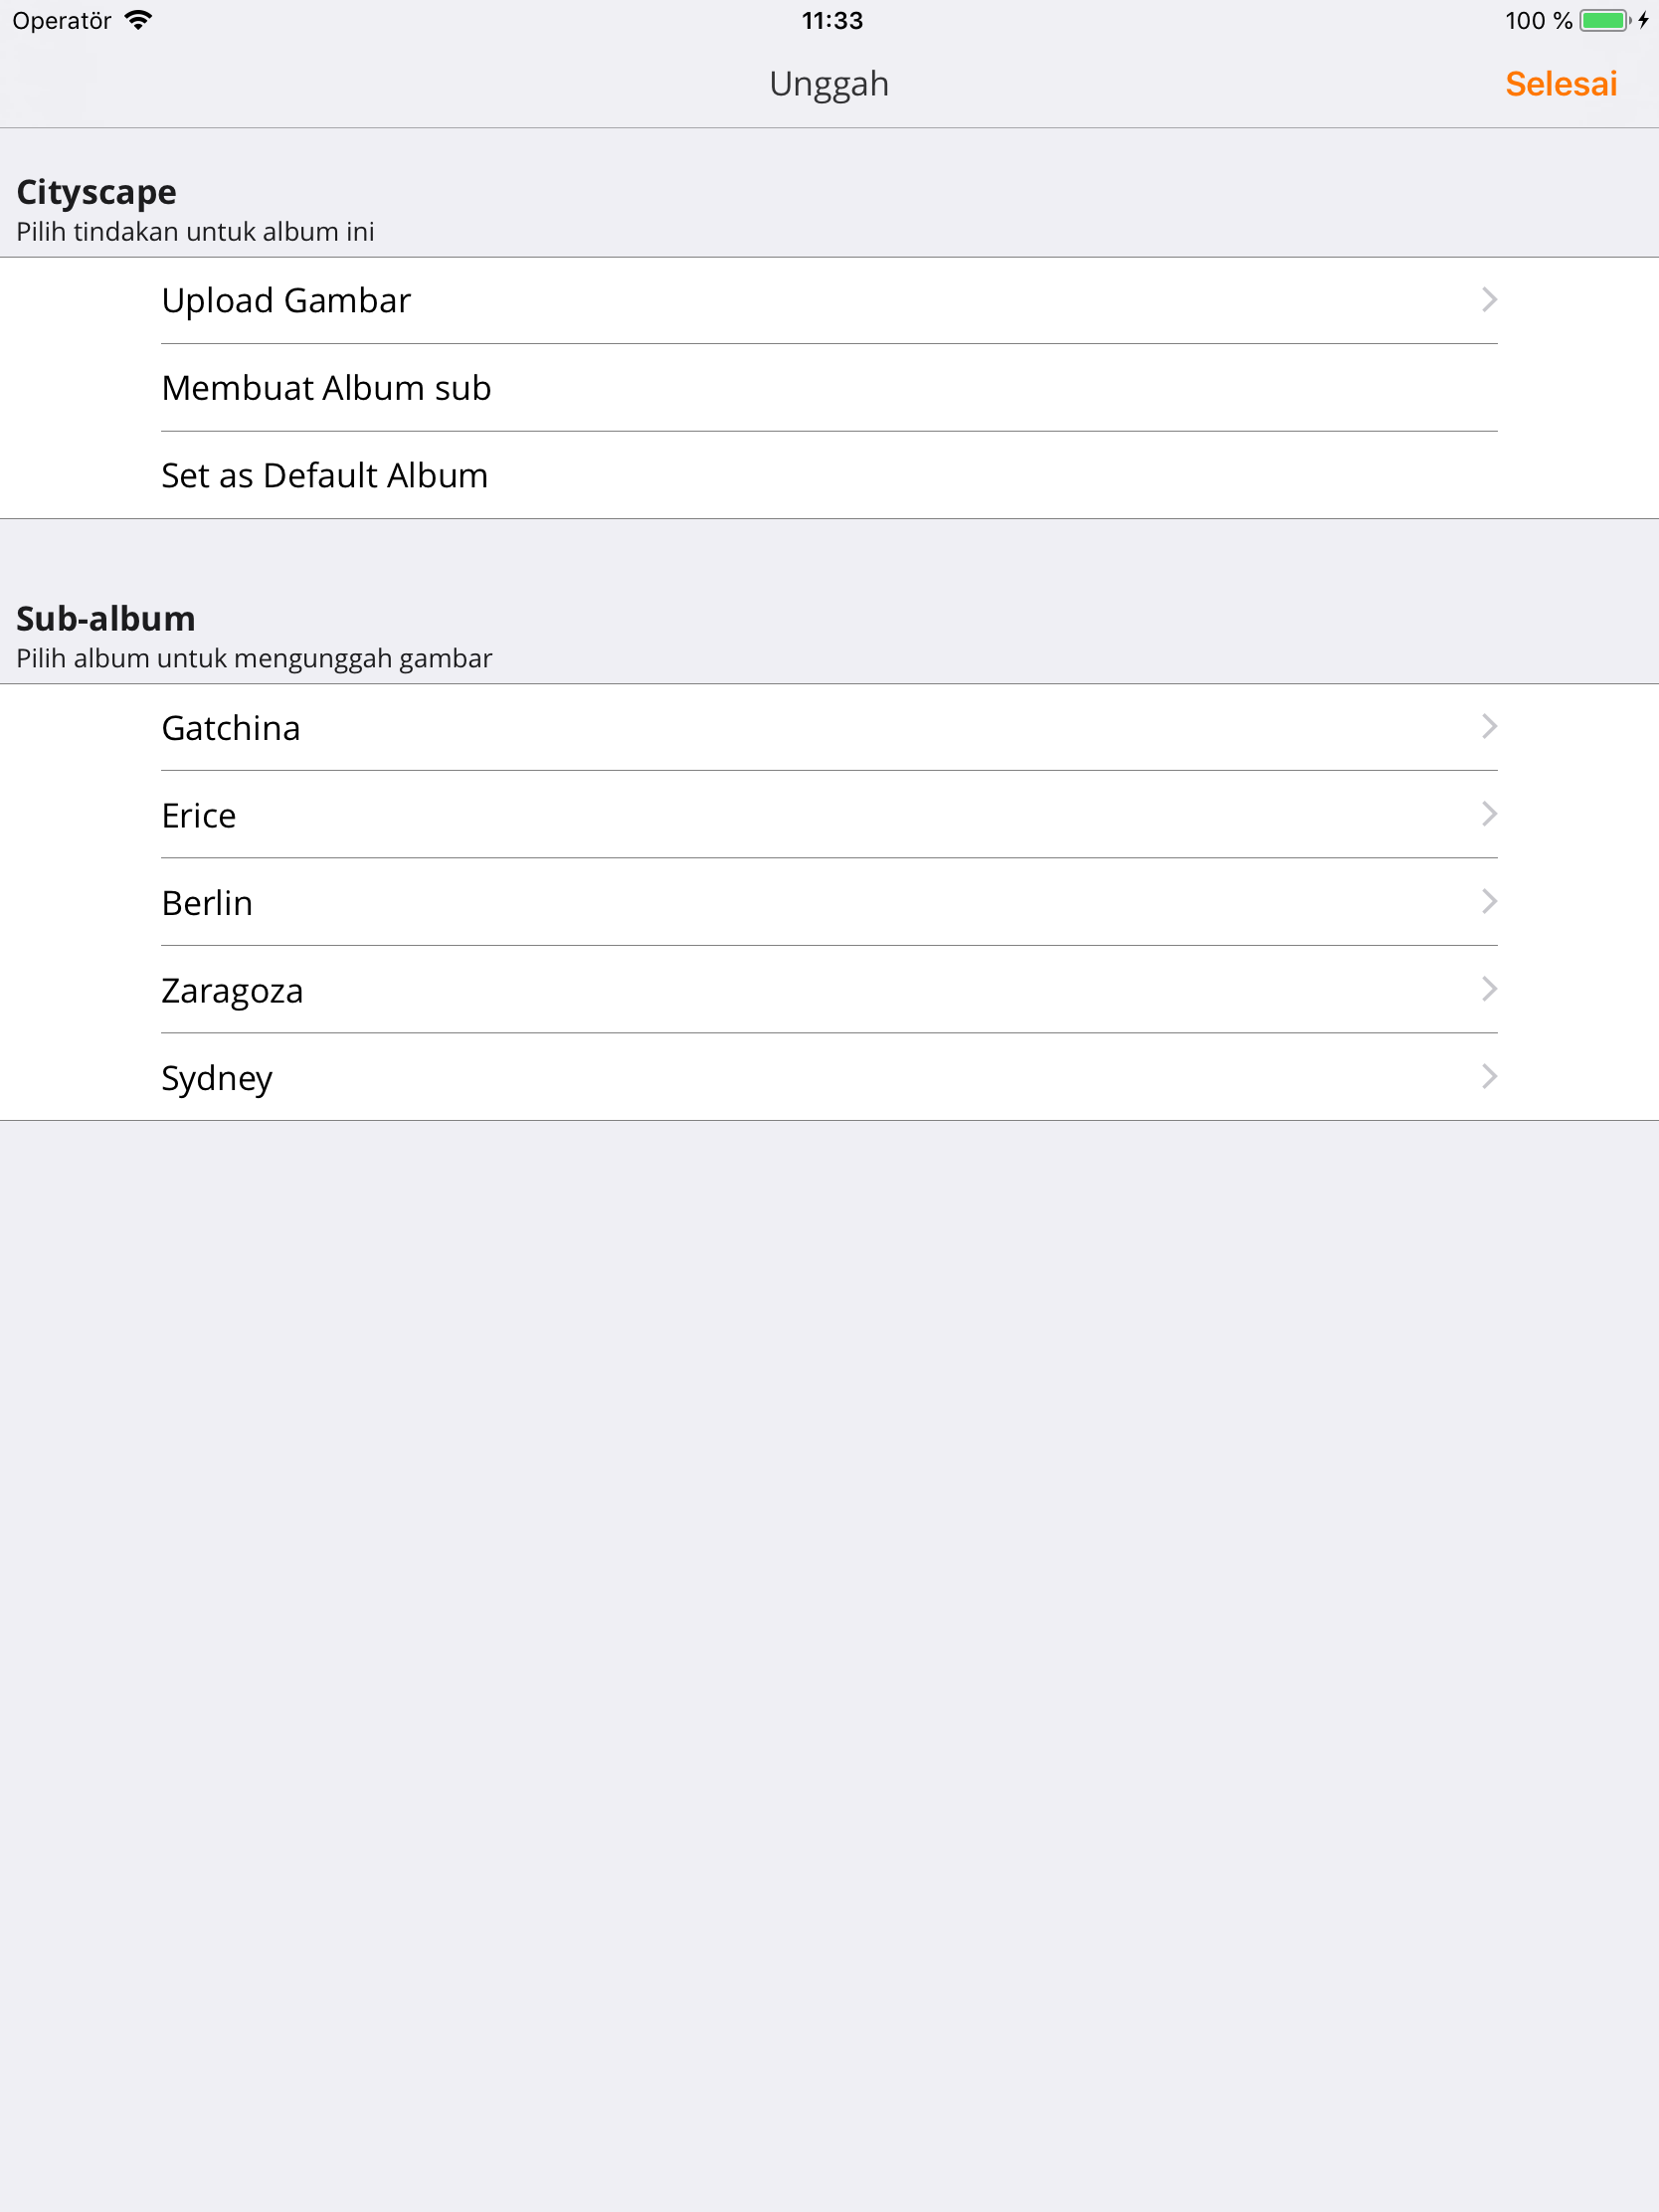 Operatör 11:33 100 %
Unggah Selesai
Cityscape
Pilih tindakan untuk album ini
Upload Gambar
Membuat Album sub
Set as Default Album
Sub-album
Pilih album untuk mengunggah gambar
Gatchina
Erice
Berlin
Zaragoza
Sydney